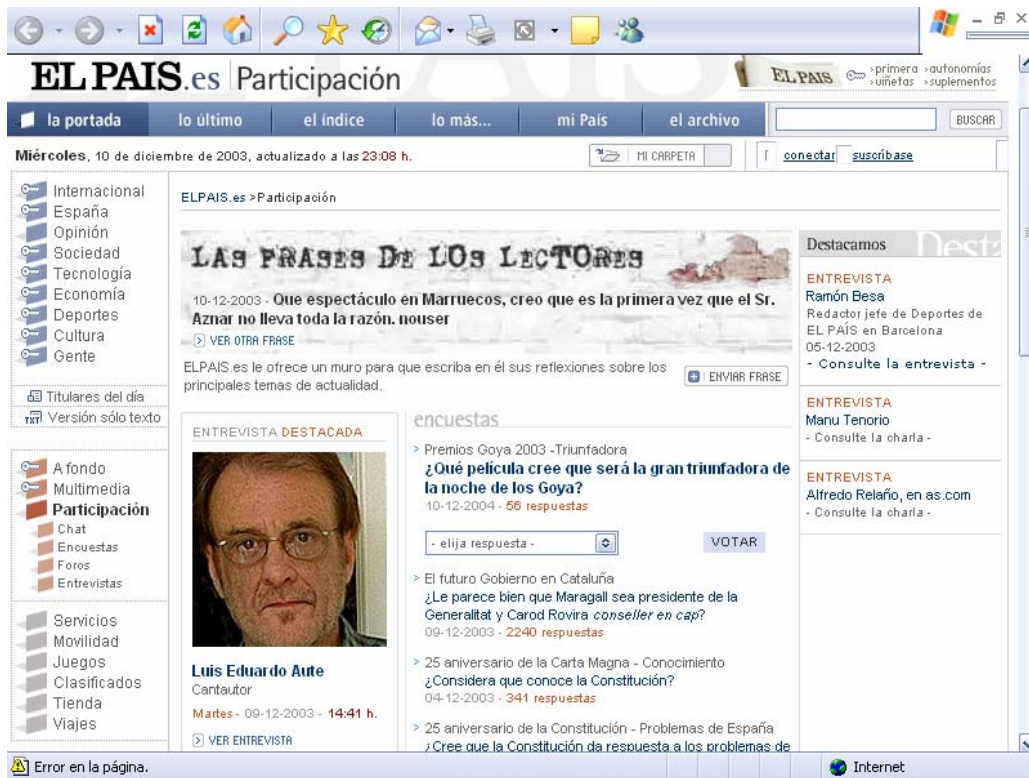 EL PAIS.es Participación
EL PAIS
›primera ›autonomías
›viñetas ›suplementos
la portada lo último el índice lo más... mi País el archivo BUSCAR
Miércoles, 10 de diciembre de 2003, actualizado a las 23:08 h. MI CARPETA conectar suscríbase
Internacional
España
Opinión
Sociedad
Tecnología
Economía
Deportes
Cultura
Gente
Titulares del día
TXT Versión sólo texto
A fondo
Multimedia
Participación
Chat
Encuestas
Foros
Entrevistas
Servicios
Movilidad
Juegos
Clasificados
Tienda
Viajes
ELPAIS.es >Participación
LAS FRASES DE LOS LECTORES
10-12-2003 - Que espectáculo en Marruecos, creo que es la primera vez que el Sr.
Aznar no lleva toda la razón. nouser
VER OTRA FRASE
ELPAIS.es le ofrece un muro para que escriba en él sus reflexiones sobre los
principales temas de actualidad.
ENVIAR FRASE
ENTREVISTA DESTACADA
Luis Eduardo Aute
Cantautor
Martes - 09-12-2003 - 14:41 h.
VER ENTREVISTA
encuestas
> Premios Goya 2003 -Triunfadora
¿Qué película cree que será la gran triunfadora de
la noche de los Goya?
10-12-2004 - 56 respuestas
- elija respuesta - VOTAR
> El futuro Gobierno en Cataluña
¿Le parece bien que Maragall sea presidente de la
Generalitat y Carod Rovira conseller en cap?
09-12-2003 - 2240 respuestas
> 25 aniversario de la Carta Magna - Conocimiento
¿Considera que conoce la Constitución?
04-12-2003 - 341 respuestas
> 25 aniversario de la Constitución - Problemas de España
¿Cree que la Constitución da respuesta a los problemas de
Destacamos Desta
ENTREVISTA
Ramón Besa
Redactor jefe de Deportes de
EL PAÍS en Barcelona
05-12-2003
- Consulte la entrevista -
ENTREVISTA
Manu Tenorio
- Consulte la charla -
ENTREVISTA
Alfredo Relaño, en as.com
- Consulte la charla -
Error en la página. Internet